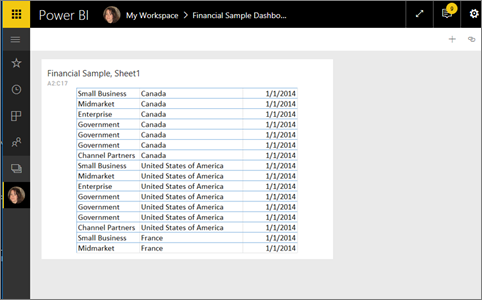 Power BI My Workspace > Financial Sample Dashbo... 9
Financial Sample, Sheet1
A2:C17
Small Business Canada 1/1/2014
Midmarket Canada 1/1/2014
Enterprise Canada 1/1/2014
Government Canada 1/1/2014
Government Canada 1/1/2014
Government Canada 1/1/2014
Channel Partners Canada 1/1/2014
Small Business United States of America 1/1/2014
Midmarket United States of America 1/1/2014
Enterprise United States of America 1/1/2014
Government United States of America 1/1/2014
Government United States of America 1/1/2014
Government United States of America 1/1/2014
Channel Partners United States of America 1/1/2014
Small Business France 1/1/2014
Midmarket France 1/1/2014